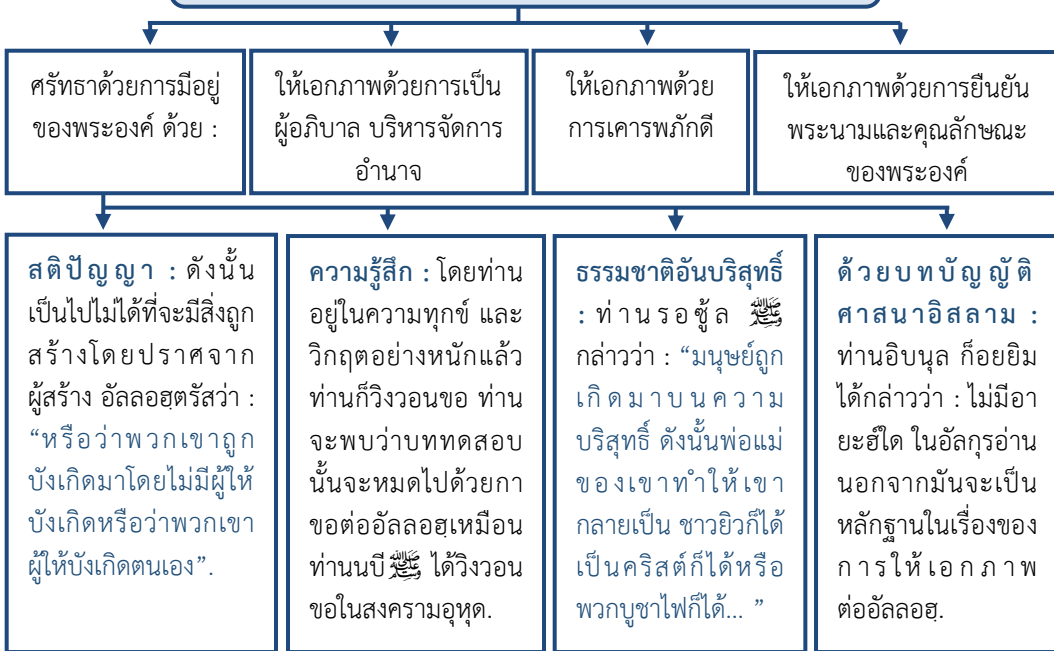 ศรัทธาด้วยการมีอยู่
ของพระองค์ ด้วย :
ให้เอกภาพด้วยการเป็น
ผู้อภิบาล บริหารจัดการ
อำนาจ
ให้เอกภาพด้วย
การเคารพภักดี
ให้เอกภาพด้วยการยืนยัน
พระนามและคุณลักษณะ
ของพระองค์
สติปัญญา : ดังนั้น
เป็นไปไม่ได้ที่จะมีสิ่งถูก
สร้างโดยปราศจาก
ผู้สร้าง อัลลอฮฺตรัสว่า :
“หรือว่าพวกเขาถูก
บังเกิดมาโดยไม่มีผู้ให้
บังเกิดหรือว่าพวกเขา
ผู้ให้บังเกิดตนเอง”.
ความรู้สึก : โดยท่าน
อยู่ในความทุกข์ และ
วิกฤตอย่างหนักแล้ว
ท่านก็วิงวอนขอ ท่าน
จะพบว่าบททดสอบ
นั้นจะหมดไปด้วยกา
ขอต่ออัลลอฮฺเหมือน
ท่านนบี ﷺ ได้วิงวอน
ขอในสงครามอุหุด.
ธรรมชาติอันบริสุทธิ์
: ท่านรอซู้ล ﷺ
กล่าวว่า : “มนุษย์ถูก
เกิดมาบนความ
บริสุทธิ์ ดังนั้นพ่อแม่
ของเขาทำให้เขา
กลายเป็น ชาวยิวก็ได้
เป็นคริสต์ก็ได้หรือ
พวกบูชาไฟก็ได้... ”
ด้วยบทบัญญัติ
ศาสนาอิสลาม :
ท่านอิบนุล ก็อยยิม
ได้กล่าวว่า : ไม่มีอา
ยะฮ์ใด ในอัลกุรอ่าน
นอกจากมันจะเป็น
หลักฐานในเรื่องของ
การให้เอกภาพ
ต่ออัลลอฮฺ.